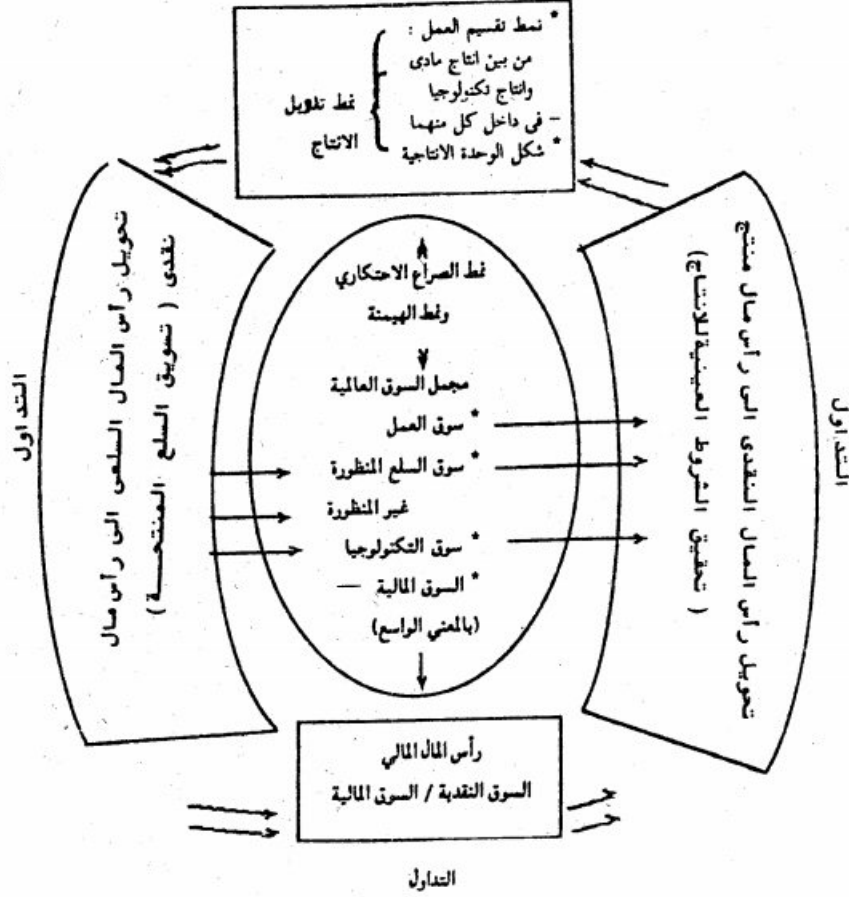 * نمط تقسيم العمل :
من بين انتاج مادى
وانتاج تكنولوجيا
– فى داخل كل منهما
* شكل الوحدة الانتاجية
نمط تدويل
الانتاج
تحويل رأس المال النقدى الى رأس مال منتج
( تحقيق الشروط العينية للانتاج )
التداول
نمط الصراع الاحتكاري
ونمط الهيمنة
مجمل السوق العالمية
* سوق العمل
* سوق السلع المنظورة
غير المنظورة
* سوق التكنولوجيا
* السوق المالية —
(بالمعني الواسع)
تحويل رأس المال السلعى الى رأس مال
نقدى ( تسويق السلع المنتجة )
التداول
رأس المال المالي
السوق النقدية / السوق المالية
التداول